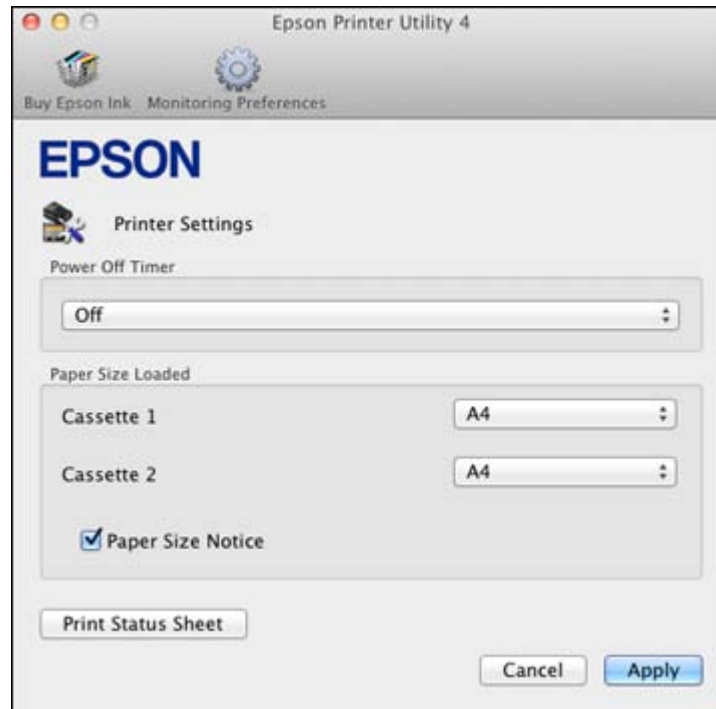 Epson Printer Utility 4
Buy Epson Ink Monitoring Preferences
EPSON
Printer Settings
Power Off Timer
Off
Paper Size Loaded
Cassette 1 A4
Cassette 2 A4
Paper Size Notice
Print Status Sheet
Cancel Apply